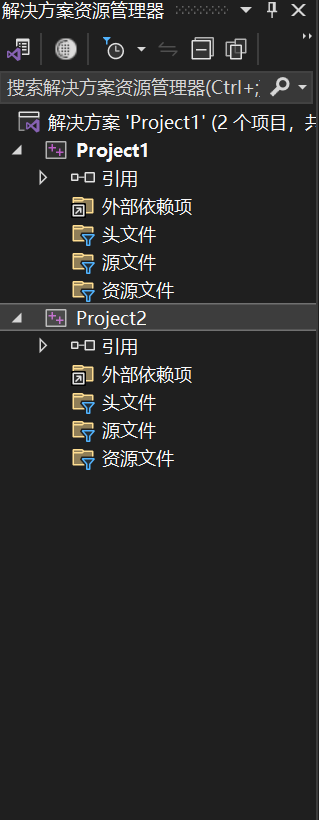 解决方案资源管理器
搜索解决方案资源管理器(Ctrl+;
解决方案 'Project1' (2 个项目，共
Project1
引用
外部依赖项
头文件
源文件
资源文件
Project2
引用
外部依赖项
头文件
源文件
资源文件